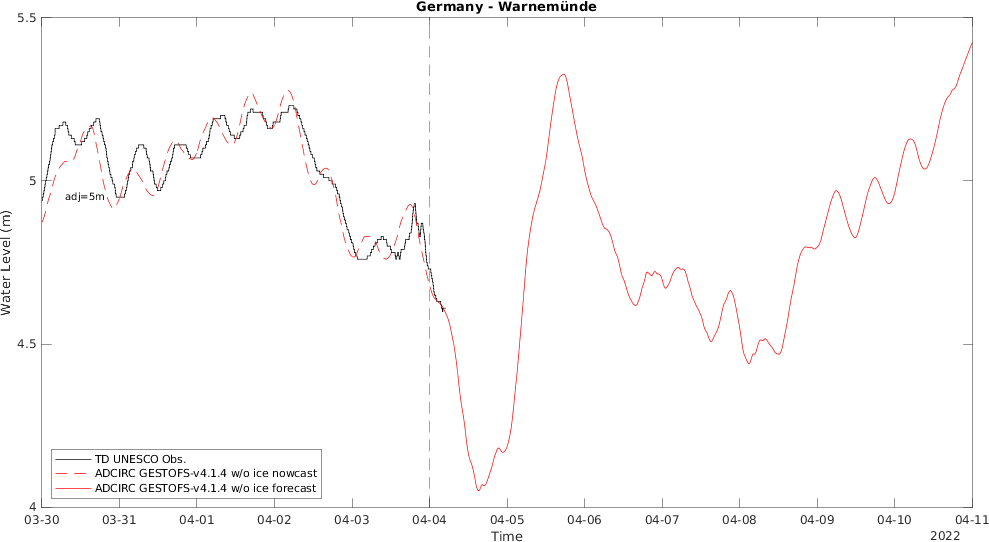 Germany - Warnemünde
5.5
5
4.5
4
Water Level (m)
adj=5m
TD UNESCO Obs.
ADCIRC GESTOFS-v4.1.4 w/o ice nowcast
ADCIRC GESTOFS-v4.1.4 w/o ice forecast
03-30 03-31 04-01 04-02 04-03 04-04 04-05 04-06 04-07 04-08 04-09 04-10 04-11
Time
2022